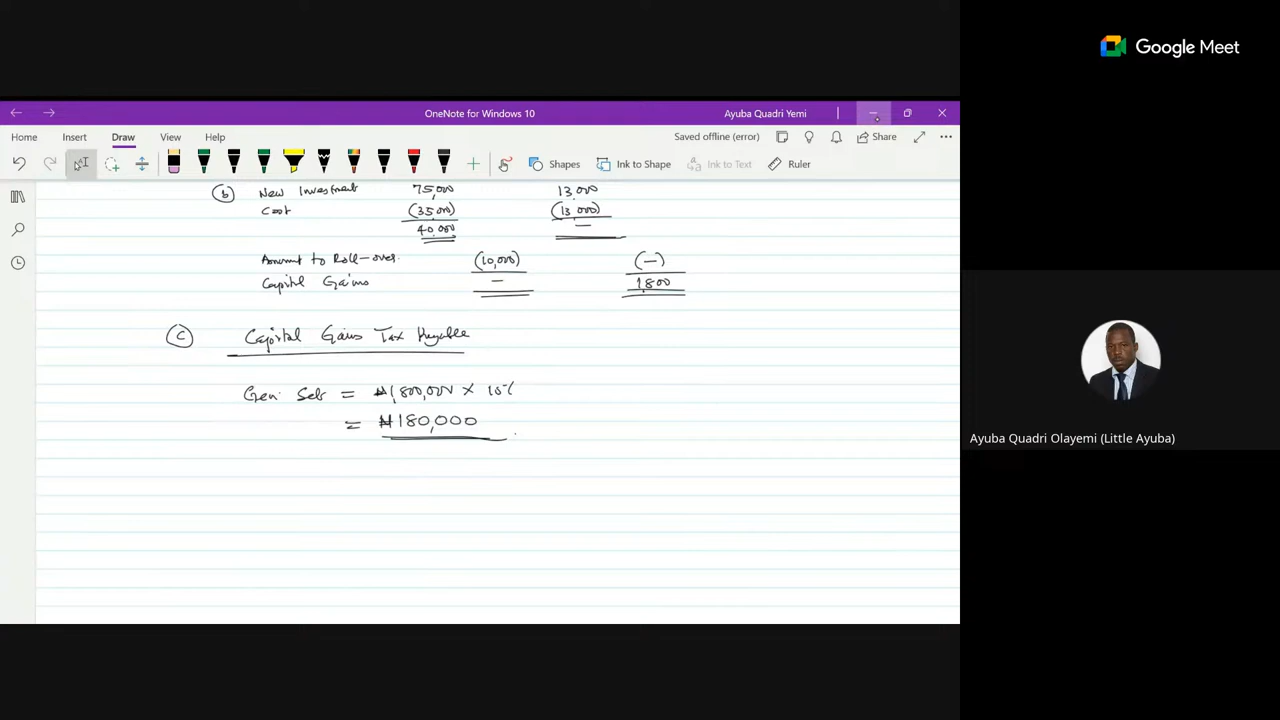 Google Meet
OneNote for Windows 10
Ayuba Quadri Yemi
Home Insert Draw View Help
Saved offline (error)
Share
Shapes
Ink to Shape
Ink to Text
Ruler
(b) New Investment 75,000 13,000
Cost (35,000) (13,000)
40,000 —
Amount to Roll-over. (10,000) (—)
Capital Gains — 1,800
(C) Capital Gains Tax Payable
Gen Set = ₦1,800,000 × 10%
= ₦180,000
Ayuba Quadri Olayemi (Little Ayuba)